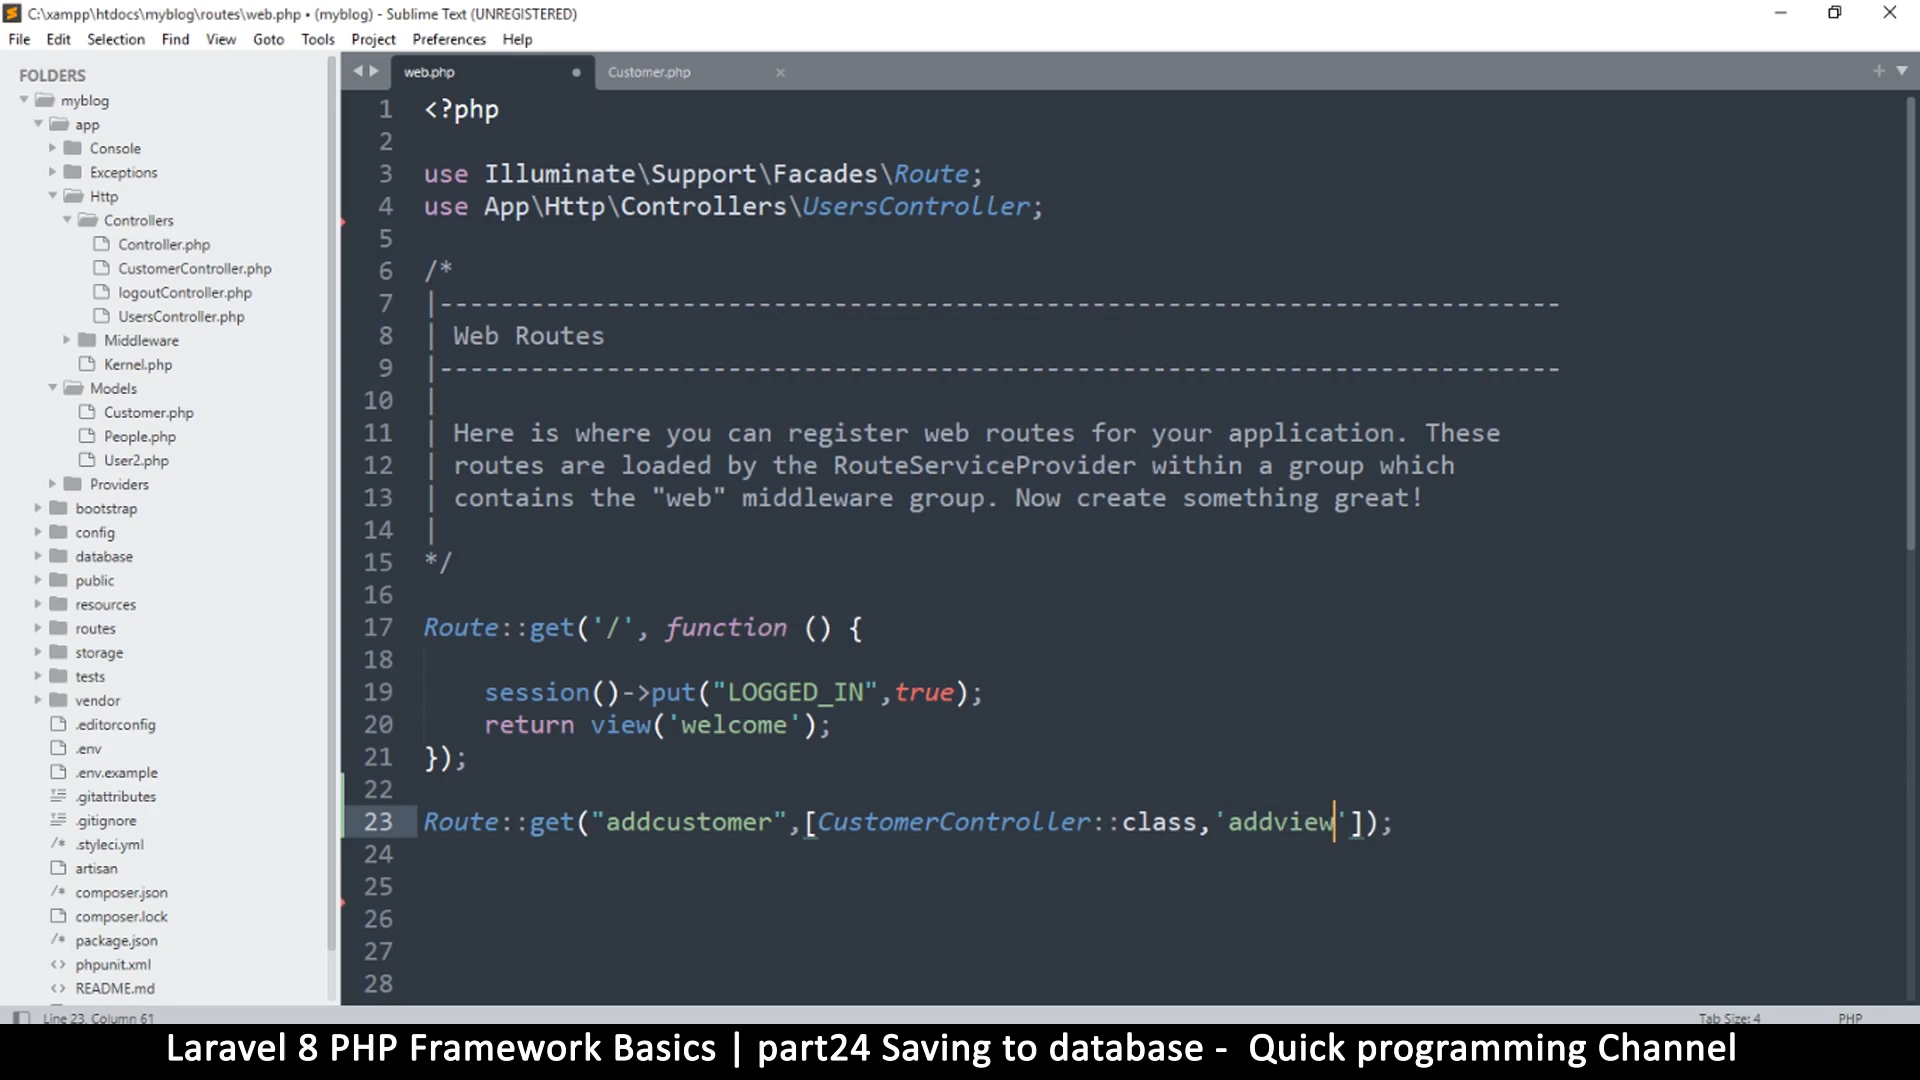 C:\xampp\htdocs\myblog\routes\web.php • (myblog) - Sublime Text (UNREGISTERED)
File Edit Selection Find View Goto Tools Project Preferences Help
FOLDERS
myblog
app
Console
Exceptions
Http
Controllers
Controller.php
CustomerController.php
logoutController.php
UsersController.php
Middleware
Kernel.php
Models
Customer.php
People.php
User2.php
Providers
bootstrap
config
database
public
resources
routes
storage
tests
vendor
.editorconfig
.env
.env.example
.gitattributes
.gitignore
.styleci.yml
artisan
composer.json
composer.lock
package.json
phpunit.xml
README.md
web.php Customer.php
1 <?php
2
3 use Illuminate\Support\Facades\Route;
4 use App\Http\Controllers\UsersController;
5
6 /*
7 |--------------------------------------------------------------------------
8 | Web Routes
9 |--------------------------------------------------------------------------
10 |
11 | Here is where you can register web routes for your application. These
12 | routes are loaded by the RouteServiceProvider within a group which
13 | contains the "web" middleware group. Now create something great!
14 |
15 */
16
17 Route::get('/', function () {
18
19 session()->put("LOGGED_IN",true);
20 return view('welcome');
21 });
22
23 Route::get("addcustomer",[CustomerController::class,'addview']);
24
25
26
27
28
Line 23, Column 61 Tab Size: 4 PHP
Laravel 8 PHP Framework Basics | part24 Saving to database - Quick programming Channel